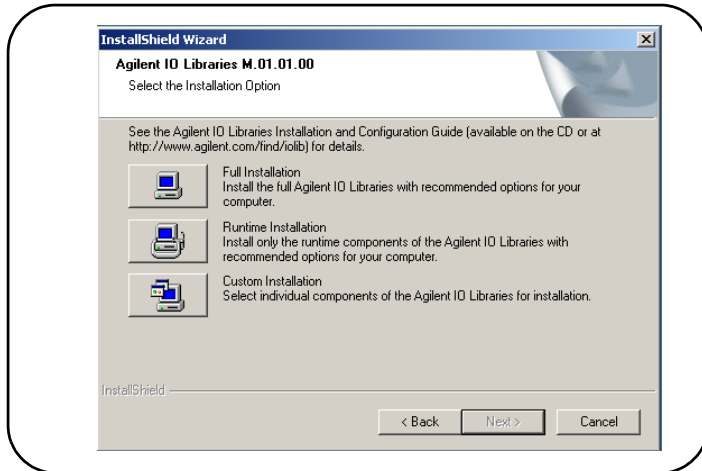 InstallShield Wizard
Agilent IO Libraries M.01.01.00
Select the Installation Option
See the Agilent IO Libraries Installation and Configuration Guide (available on the CD or at
http://www.agilent.com/find/iolib) for details.
Full Installation
Install the full Agilent IO Libraries with recommended options for your
computer.
Runtime Installation
Install only the runtime components of the Agilent IO Libraries with
recommended options for your computer.
Custom Installation
Select individual components of the Agilent IO Libraries for installation.
InstallShield
< Back
Next >
Cancel